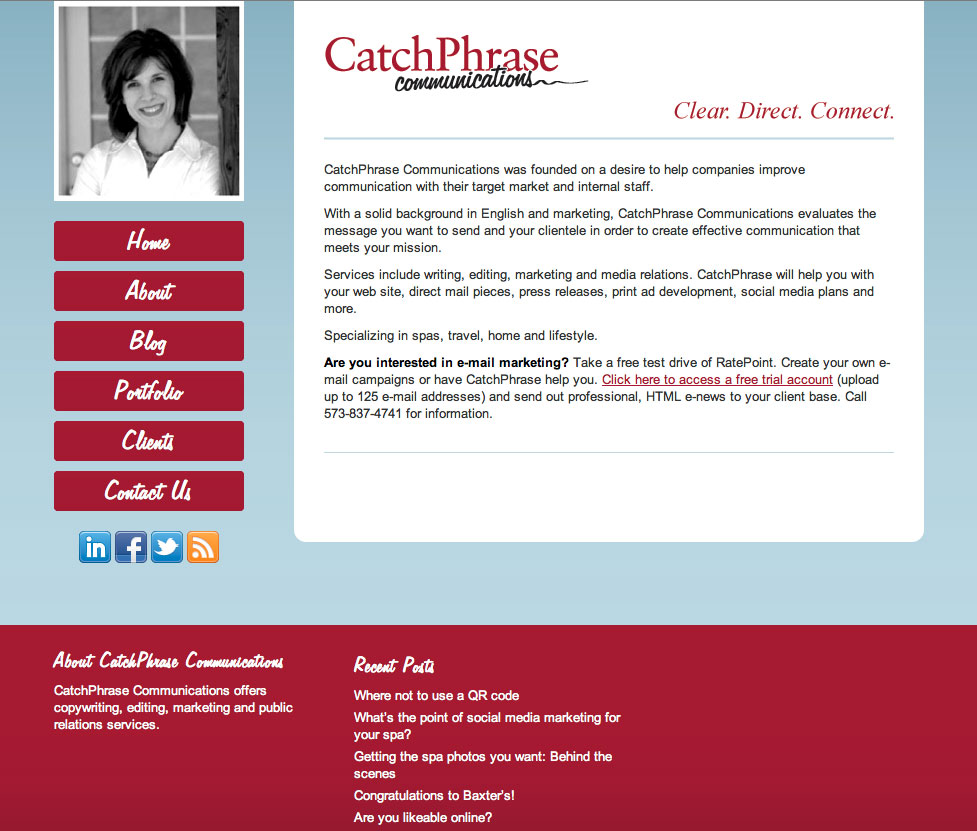 CatchPhrase
communications
Clear. Direct. Connect.
CatchPhrase Communications was founded on a desire to help companies improve
communication with their target market and internal staff.
With a solid background in English and marketing, CatchPhrase Communications evaluates the
message you want to send and your clientele in order to create effective communication that
meets your mission.
Services include writing, editing, marketing and media relations. CatchPhrase will help you with
your web site, direct mail pieces, press releases, print ad development, social media plans and
more.
Specializing in spas, travel, home and lifestyle.
Are you interested in e-mail marketing? Take a free test drive of RatePoint. Create your own e-
mail campaigns or have CatchPhrase help you. Click here to access a free trial account (upload
up to 125 e-mail addresses) and send out professional, HTML e-news to your client base. Call
573-837-4741 for information.
Home
About
Blog
Portfolio
Clients
Contact Us
in f
About CatchPhrase Communications
CatchPhrase Communications offers
copywriting, editing, marketing and public
relations services.
Recent Posts
Where not to use a QR code
What's the point of social media marketing for
your spa?
Getting the spa photos you want: Behind the
scenes
Congratulations to Baxter's!
Are you likeable online?